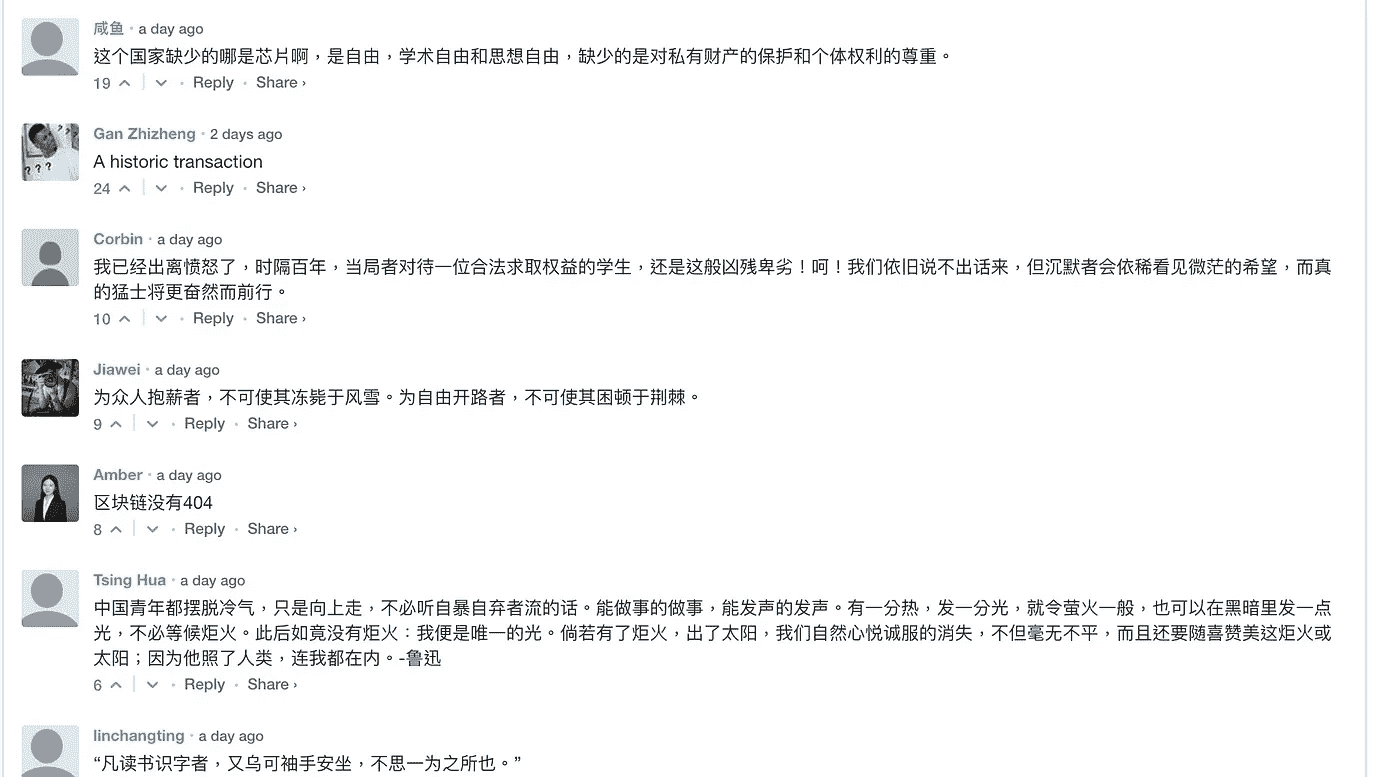 咸鱼 · a day ago
这个国家缺少的哪是芯片啊，是自由，学术自由和思想自由，缺少的是对私有财产的保护和个体权利的尊重。
19 · Reply · Share ›
Gan Zhizheng · 2 days ago
A historic transaction
24 · Reply · Share ›
Corbin · a day ago
我已经出离愤怒了，时隔百年，当局者对待一位合法求取权益的学生，还是这般凶残卑劣！呵！我们依旧说不出话来，但沉默者会依稀看见微茫的希望，而真
的猛士将更奋然而前行。
10 · Reply · Share ›
Jiawei · a day ago
为众人抱薪者，不可使其冻毙于风雪。为自由开路者，不可使其困顿于荆棘。
9 · Reply · Share ›
Amber · a day ago
区块链没有404
8 · Reply · Share ›
Tsing Hua · a day ago
中国青年都摆脱冷气，只是向上走，不必听自暴自弃者流的话。能做事的做事，能发声的发声。有一分热，发一分光，就令萤火一般，也可以在黑暗里发一点
光，不必等候炬火。此后如竟没有炬火：我便是唯一的光。倘若有了炬火，出了太阳，我们自然心悦诚服的消失，不但毫无不平，而且还要随喜赞美这炬火或
太阳；因为他照了人类，连我都在内。-鲁迅
6 · Reply · Share ›
linchangting · a day ago
“凡读书识字者，又乌可袖手安坐，不思一为之所也。”